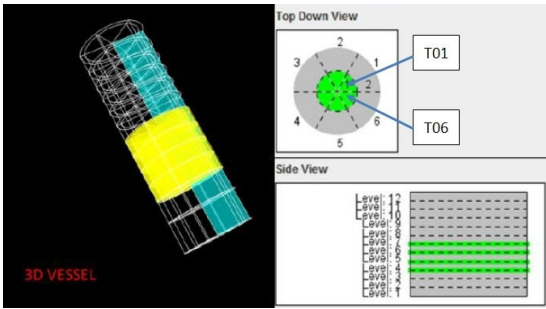 Top Down View
2
3
1
1
2
4
6
5
T01
T06
Side View
Level: 12
Level: 11
Level: 10
Level: 9
Level: 8
Level: 7
Level: 6
Level: 5
Level: 4
Level: 3
Level: 2
Level: 1
3D VESSEL